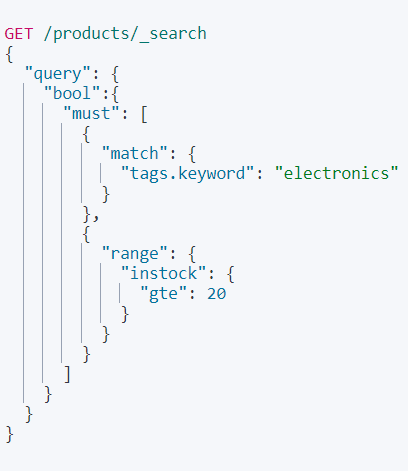 GET /products/_search
{
  "query": {
    "bool":{
      "must": [
        {
          "match": {
            "tags.keyword": "electronics"
          }
        },
        {
          "range": {
            "instock": {
              "gte": 20
            }
          }
        }
      ]
    }
  }
}